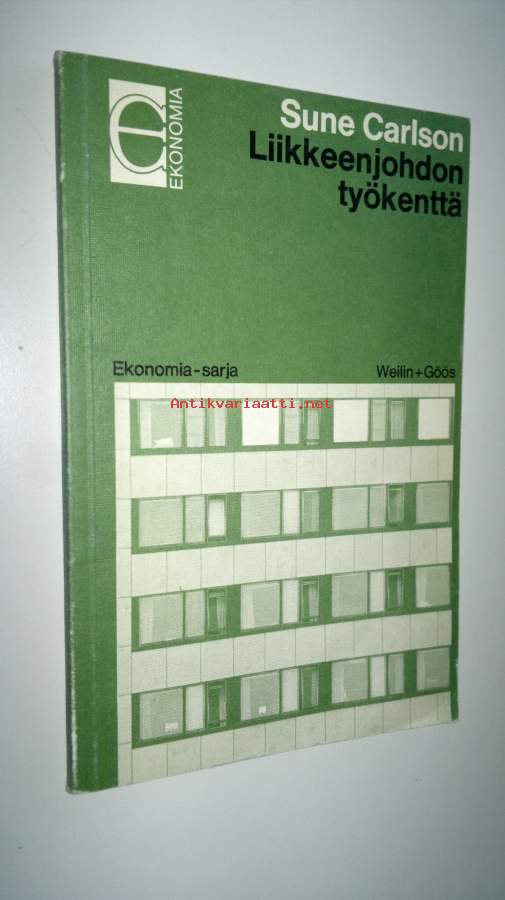 EKONOMIA
Sune Carlson
Liikkeenjohdon
työkenttä
Ekonomia-sarja
Weilin+Göös
Antikvariaatti.net